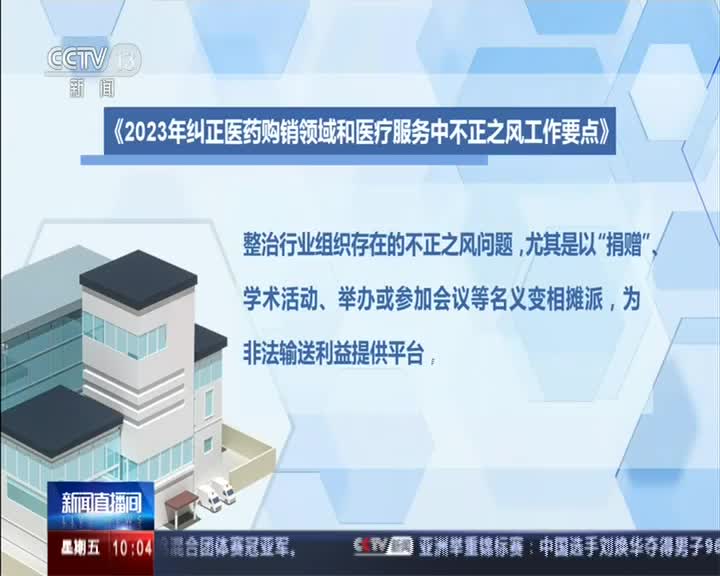 CCTV 13
新闻
《2023年纠正医药购销领域和医疗服务中不正之风工作要点》
整治行业组织存在的不正之风问题，尤其是以“捐赠”、
学术活动、举办或参加会议等名义变相摊派，为
非法输送利益提供平台。
新闻直播间
星期五 10:04
混合团体赛冠亚军。 CCTV 新闻 亚洲举重锦标赛：中国选手刘焕华夺得男子